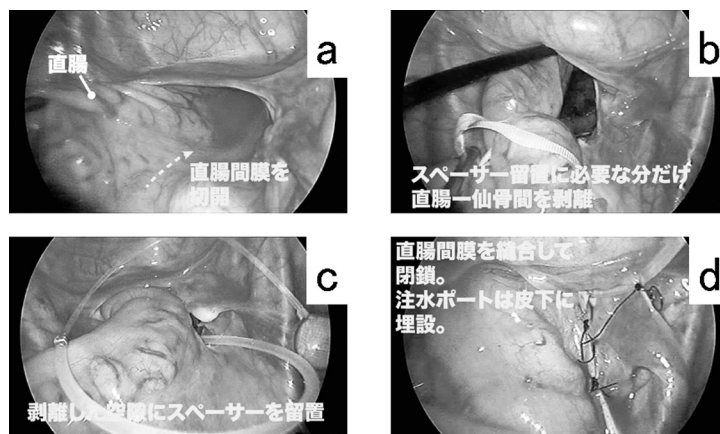 a
直腸
直腸間膜を
切開
b
スペーサー留置に必要な分だけ
直腸ー仙骨間を剥離
c
剥離した空隙にスペーサーを留置
d
直腸間膜を縫合して
閉鎖。
注水ポートは皮下に
埋設。